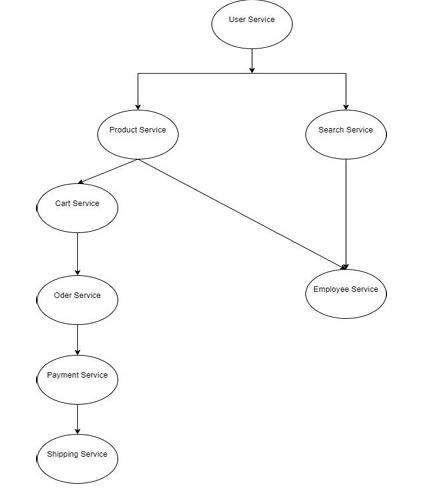 User Service
Product Service
Search Service
Cart Service
Employee Service
Oder Service
Payment Service
Shipping Service